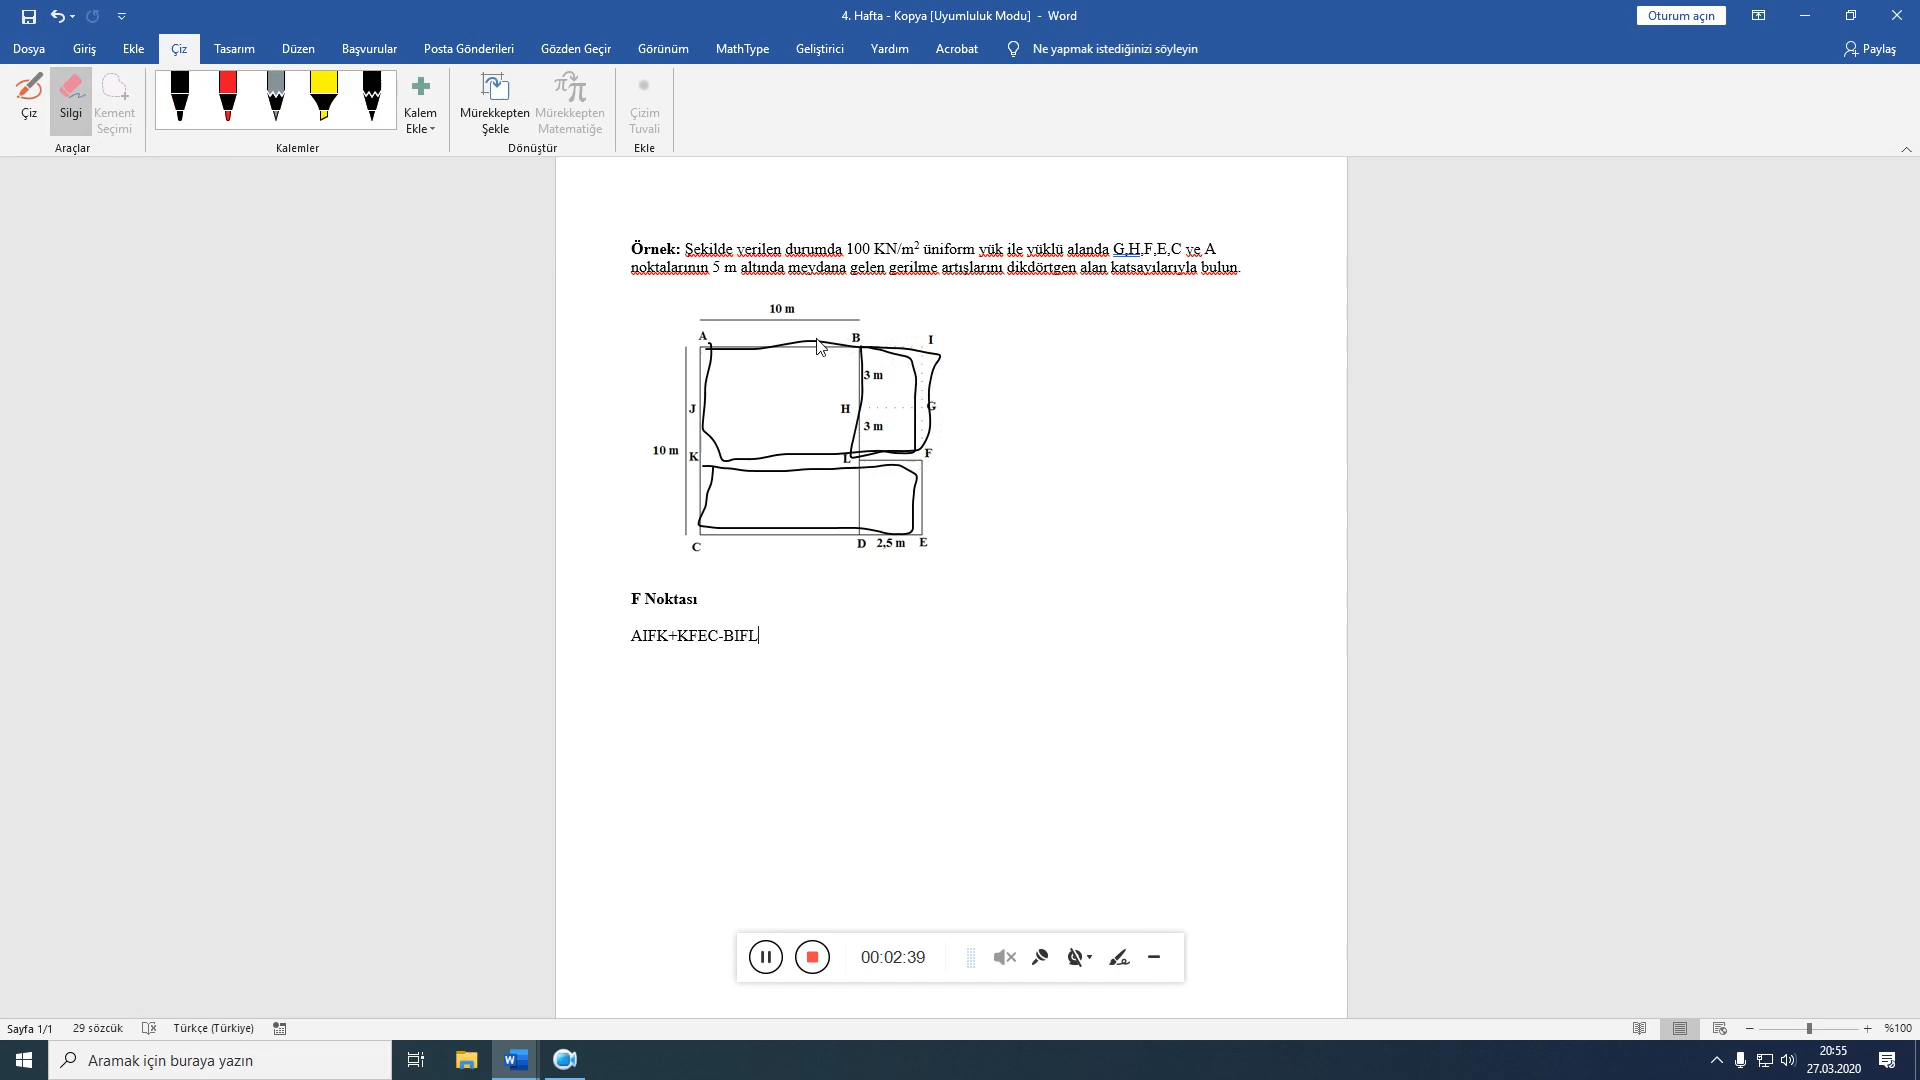 4. Hafta - Kopya [Uyumluluk Modu] - Word
Oturum açın
Dosya Giriş Ekle Çiz Tasarım Düzen Başvurular Posta Gönderileri Gözden Geçir Görünüm MathType Geliştirici Yardım Acrobat Ne yapmak istediğinizi söyleyin Paylaş
Çiz Silgi Kement Seçimi
Kalem Ekle
Mürekkepten Şekle
Mürekkepten Matematiğe
Çizim Tuvali
Araçlar Kalemler Dönüştür Ekle
Örnek: Şekilde verilen durumda 100 KN/m² üniform yük ile yüklü alanda G,H,F,E,C ve A
noktalarının 5 m altında meydana gelen gerilme artışlarını dikdörtgen alan katsayılarıyla bulun.
10 m
A B I
3 m
J H G
3 m
10 m K L F
C D 2,5 m E
F Noktası
AIFK+KFEC-BIFL
00:02:39
Sayfa 1/1 29 sözcük Türkçe (Türkiye) %100
Aramak için buraya yazın
20:55
27.03.2020